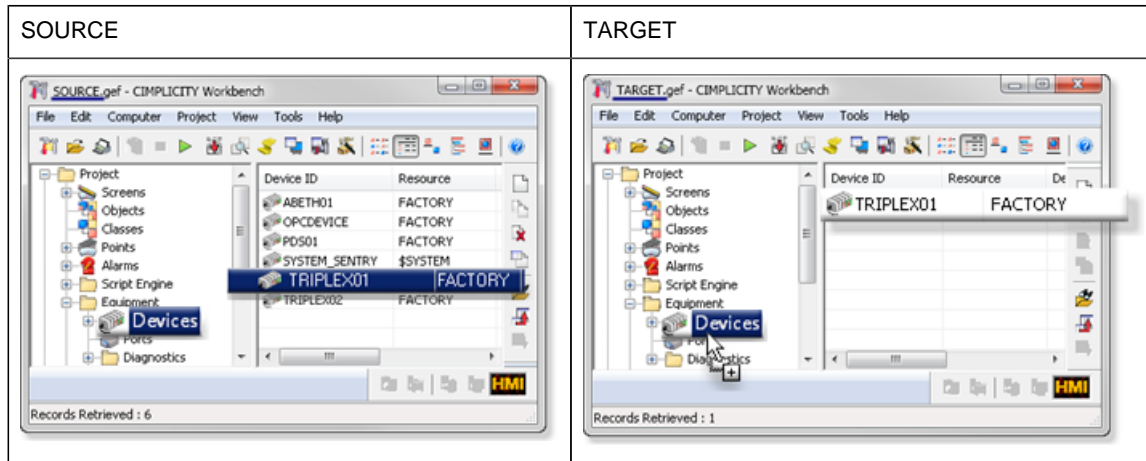 SOURCE
TARGET
SOURCE.gef - CIMPLICITY Workbench
File Edit Computer Project View Tools Help
Project
Screens
Objects
Classes
Points
Alarms
Script Engine
Equipment
Devices
Ports
Diagnostics
Device ID Resource
ABETH01 FACTORY
OPCDEVICE FACTORY
PDS01 FACTORY
SYSTEM_SENTRY $SYSTEM
TRIPLEX01 FACTORY
TRIPLEX02 FACTORY
HMI
Records Retrieved : 6
TARGET.gef - CIMPLICITY Workbench
File Edit Computer Project View Tools Help
Project
Screens
Objects
Classes
Points
Alarms
Script Engine
Equipment
Devices
Diagnostics
Device ID Resource De
TRIPLEX01 FACTORY
HMI
Records Retrieved : 1